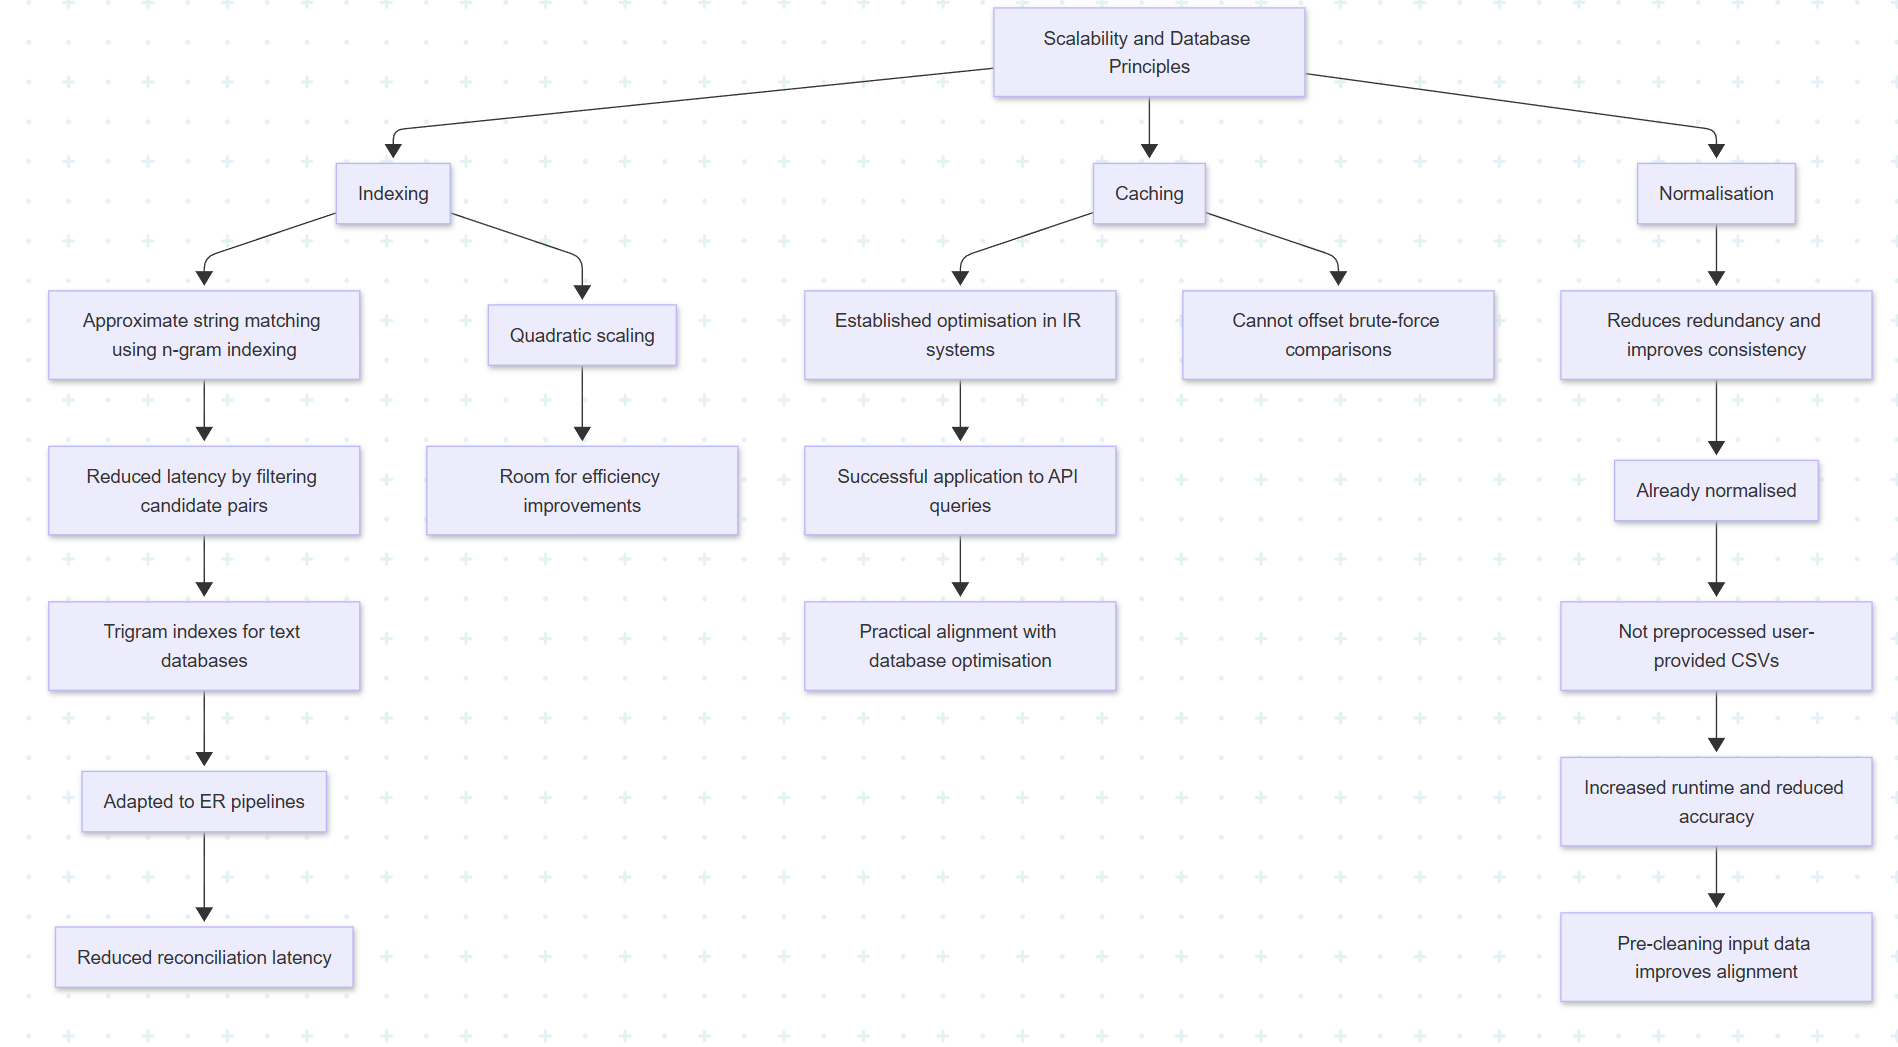 Scalability and Database
Principles
Indexing
Caching
Normalisation
Approximate string matching
using n-gram indexing
Quadratic scaling
Established optimisation in IR
systems
Cannot offset brute-force
comparisons
Reduces redundancy and
improves consistency
Reduced latency by filtering
candidate pairs
Room for efficiency
improvements
Successful application to API
queries
Already normalised
Trigram indexes for text
databases
Practical alignment with
database optimisation
Not preprocessed user-
provided CSVs
Adapted to ER pipelines
Increased runtime and reduced
accuracy
Reduced reconciliation latency
Pre-cleaning input data
improves alignment